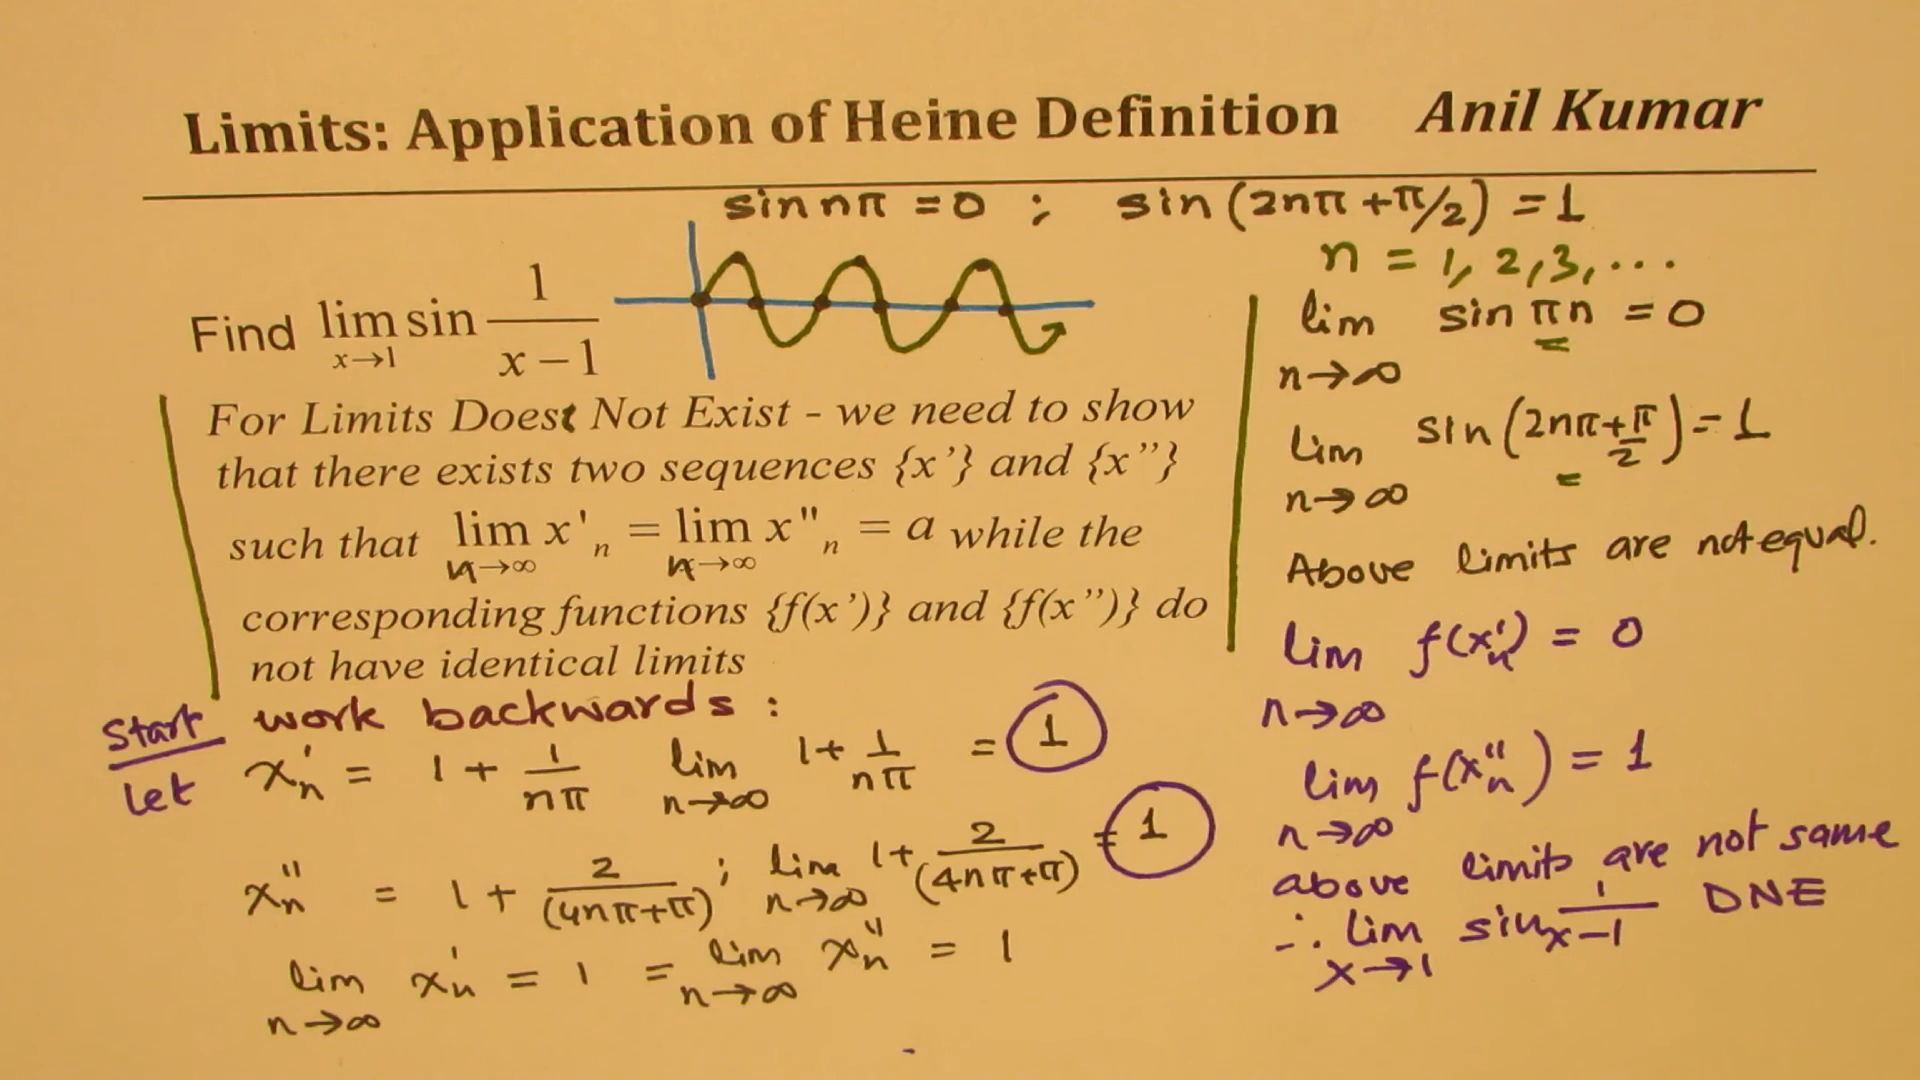 Limits: Application of Heine Definition Anil Kumar
sin nπ = 0 ; sin (2nπ + π/2) = 1
n = 1, 2, 3, ...
Find lim x→1 sin 1/(x−1)
For Limits Does Not Exist - we need to show
that there exists two sequences {x'} and {x''}
such that lim n→∞ x'n = lim n→∞ x''n = a while the
corresponding functions {f(x')} and {f(x'')} do
not have identical limits
Start work backwards :
Let x'n = 1 + 1/nπ lim n→∞ 1 + 1/nπ = 1
x''n = 1 + 2/(4nπ+π) ; lim n→∞ 1 + 2/(4nπ+π) = 1
lim n→∞ x'n = 1 = lim n→∞ x''n = 1
lim n→∞ sin πn = 0
lim n→∞ sin (2nπ + π/2) = 1
Above limits are not equal.
lim n→∞ f(x'n) = 0
lim n→∞ f(x''n) = 1
above limits are not same
∴ lim x→1 sin 1/x−1 DNE